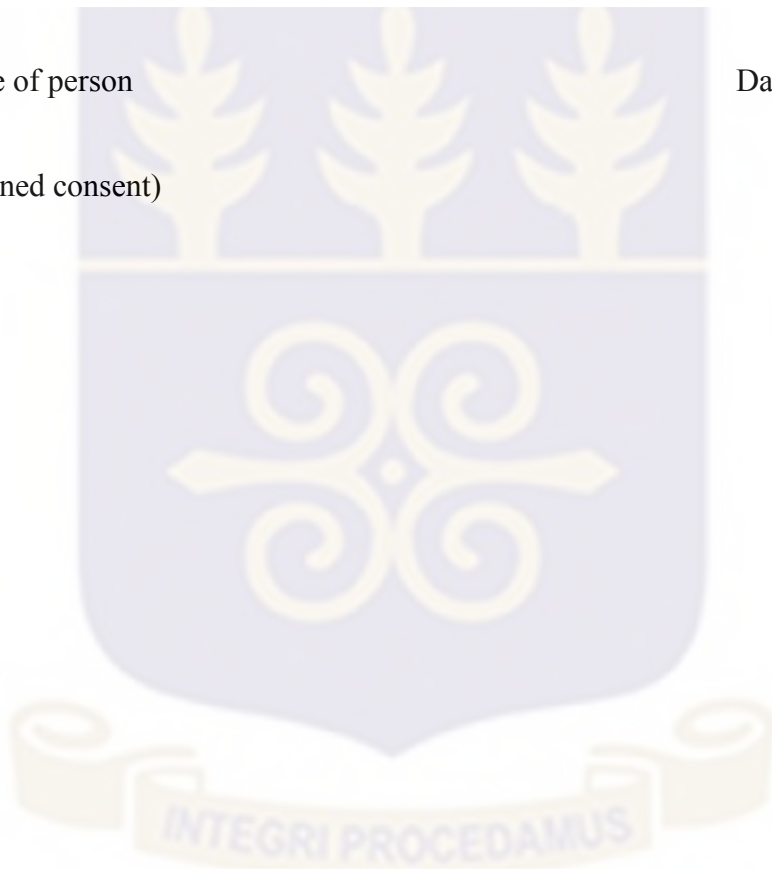 e of person Da
ned consent)
INTEGRI PROCEDAMUS